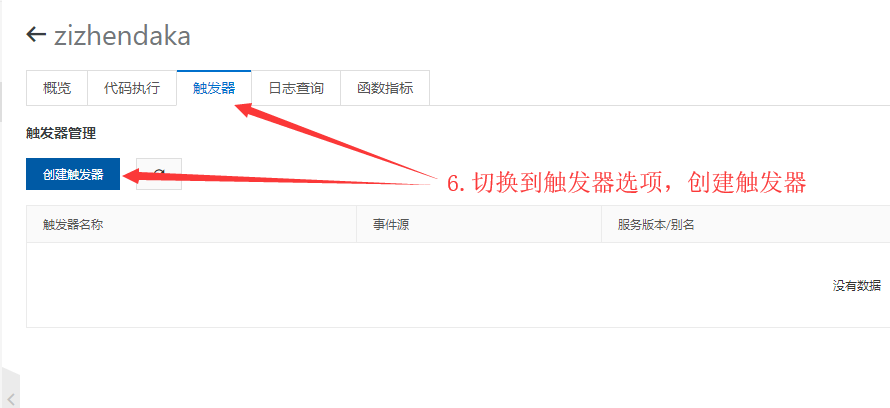 zizhendaka
概览 代码执行 触发器 日志查询 函数指标
触发器管理
创建触发器
6.切换到触发器选项，创建触发器
触发器名称 事件源 服务版本/别名
没有数据